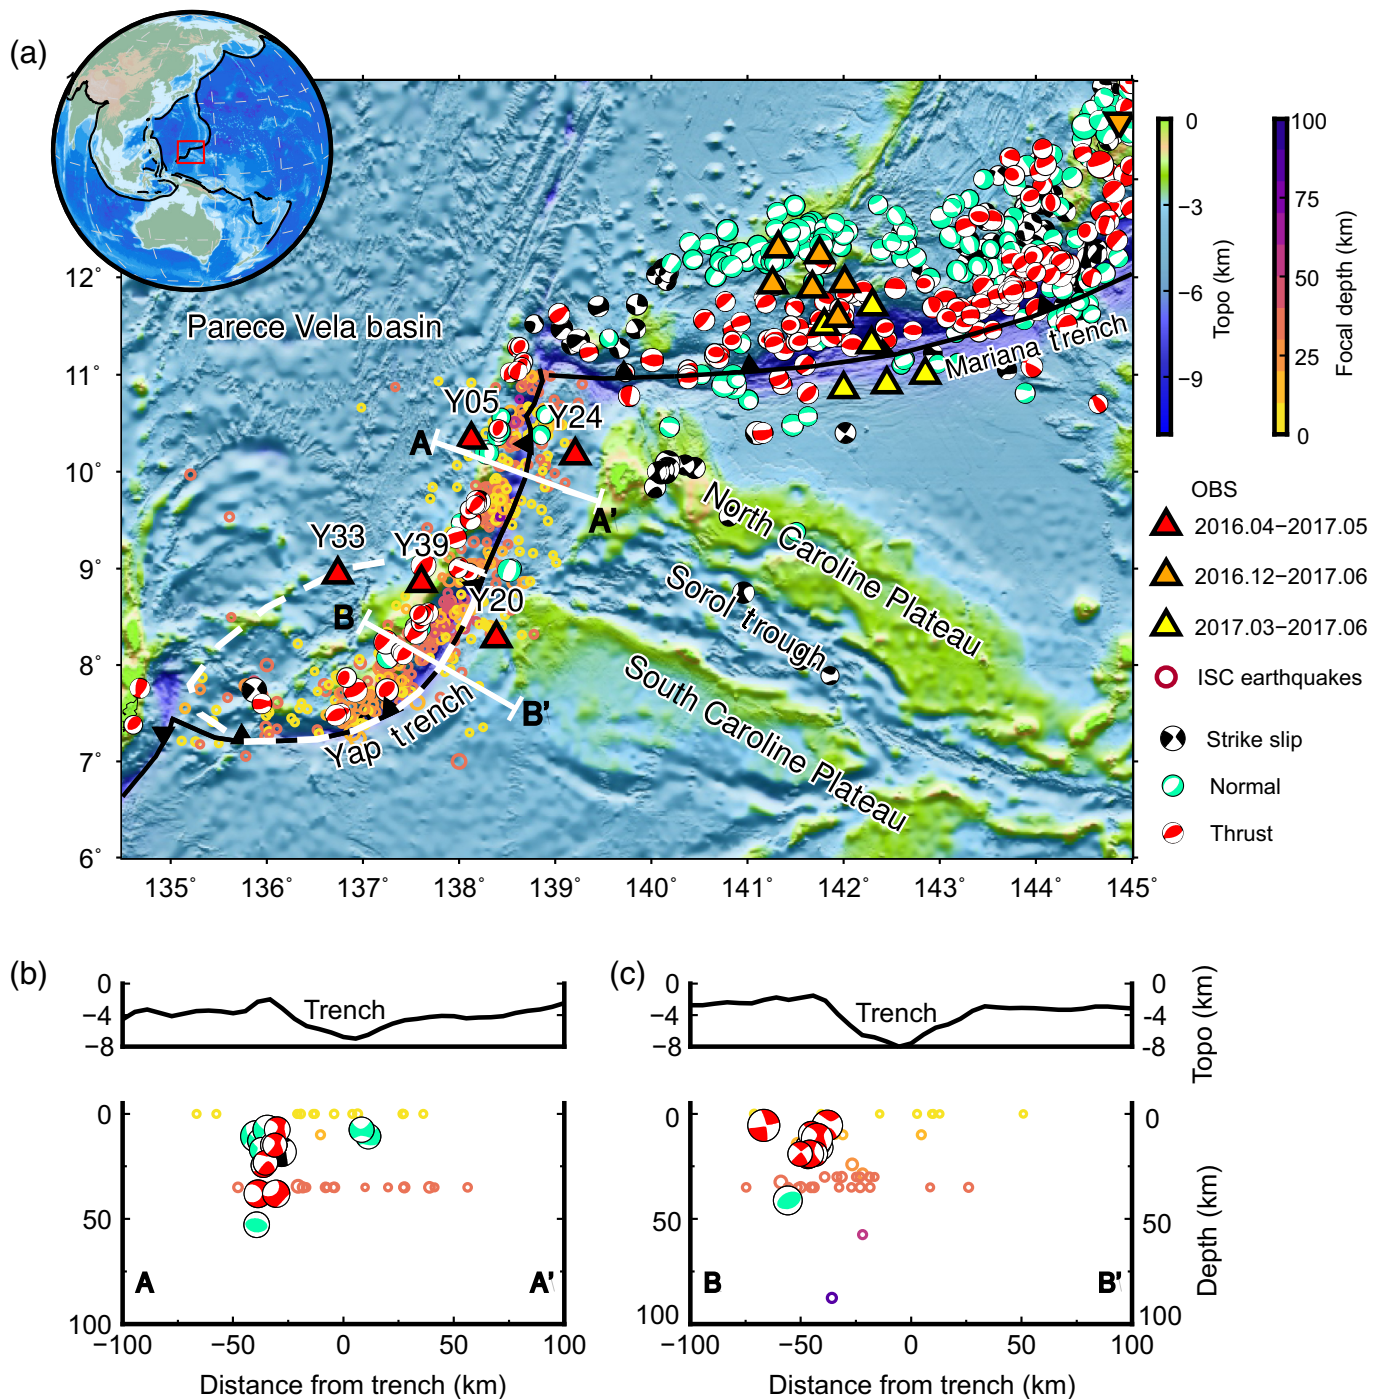 (a)
Parece Vela basin
Mariana trench
Y05
Y24
A
A'
Y33
Y39
Y20
B
B'
North Caroline Plateau
Sorol trough
South Caroline Plateau
Yap trench
12°
11°
10°
9°
8°
7°
6°
135°
136°
137°
138°
139°
140°
141°
142°
143°
144°
145°
0
−3
−6
−9
Topo (km)
100
75
50
25
0
Focal depth (km)
OBS
2016.04−2017.05
2016.12−2017.06
2017.03−2017.06
ISC earthquakes
Strike slip
Normal
Thrust
(b)
0
−4
−8
Trench
0
50
100
A
A'
−100
−50
0
50
100
Distance from trench (km)
(c)
0
−4
−8
Trench
0
−4
−8
Topo (km)
0
50
100
0
50
100
Depth (km)
B
B'
−100
−50
0
50
100
Distance from trench (km)